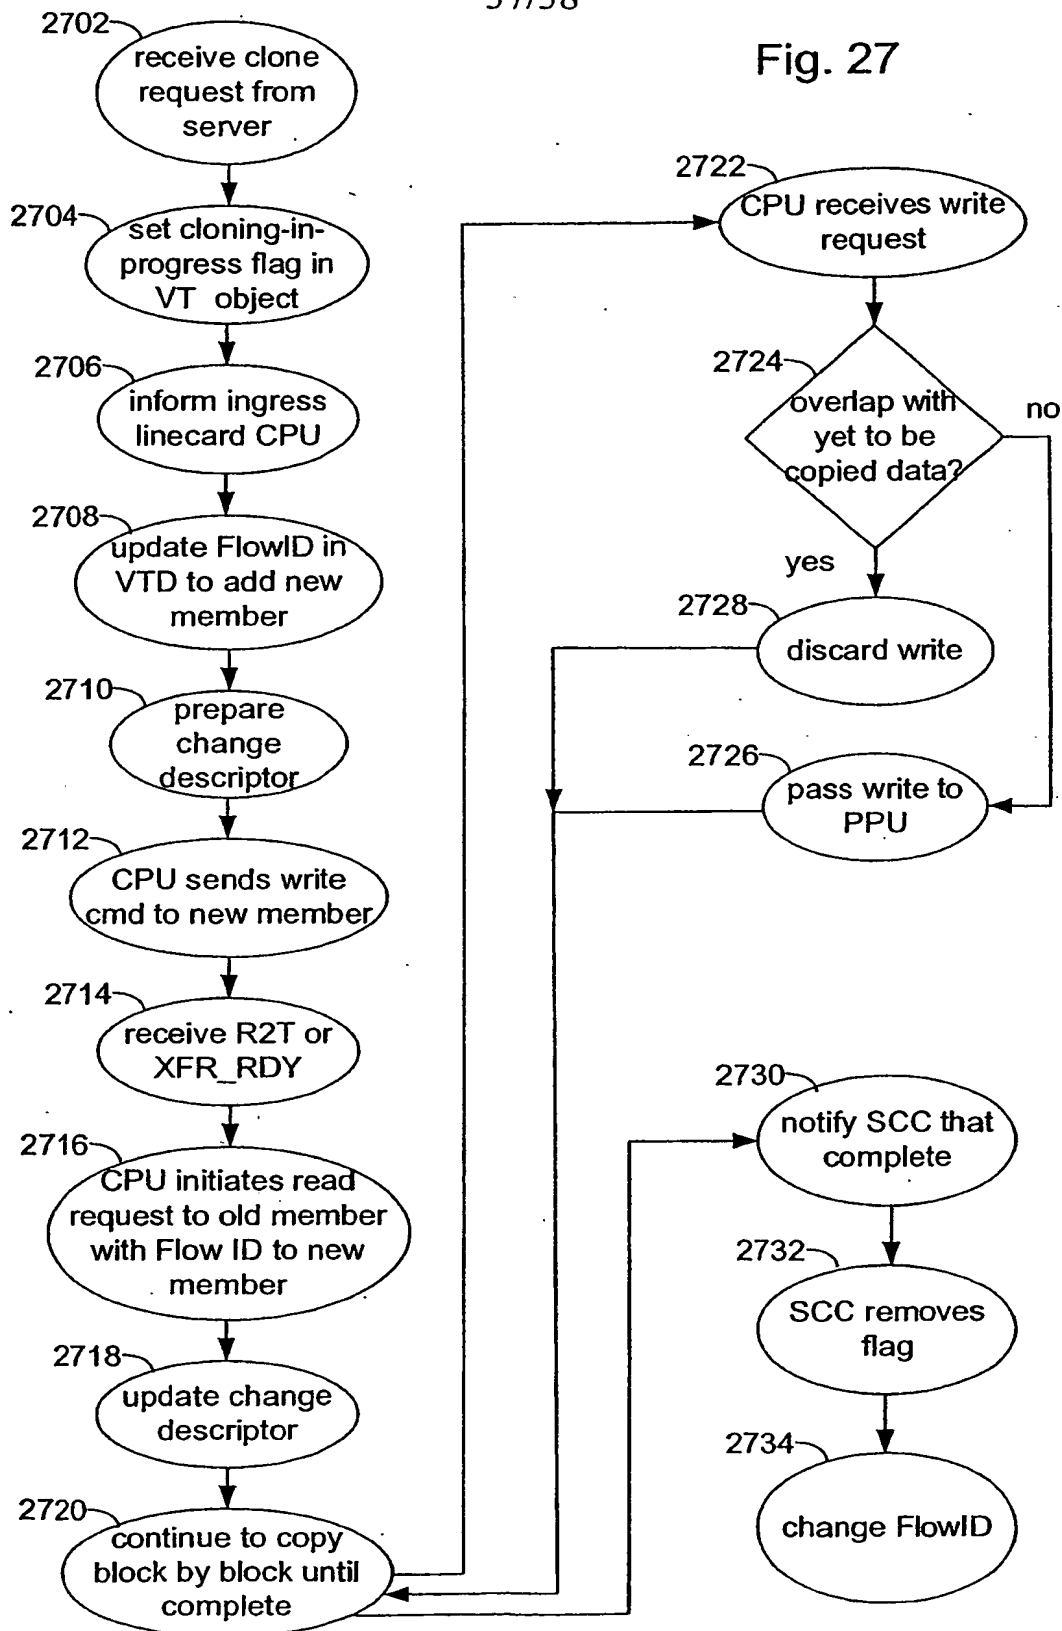 37/38
Fig. 27
2702
receive clone
request from
server
2704
set cloning-in-
progress flag in
VT object
2706
inform ingress
linecard CPU
2708
update FlowID in
VTD to add new
member
2710
prepare
change
descriptor
2712
CPU sends write
cmd to new member
2714
receive R2T or
XFR_RDY
2716
CPU initiates read
request to old member
with Flow ID to new
member
2718
update change
descriptor
2720
continue to copy
block by block until
complete
2722
CPU receives write
request
2724
overlap with
yet to be
copied data?
no
yes
2728
discard write
2726
pass write to
PPU
2730
notify SCC that
complete
2732
SCC removes
flag
2734
change FlowID